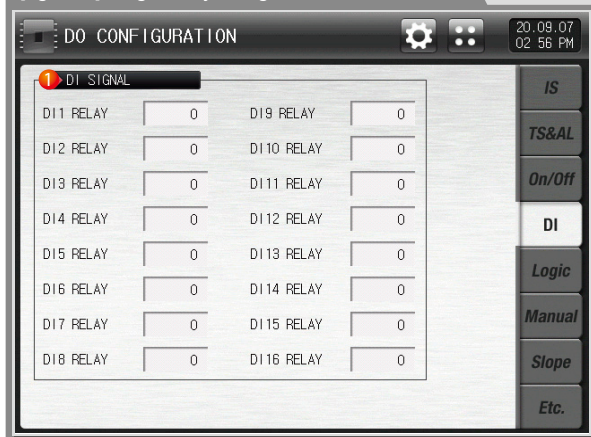 DO CONFIGURATION
20.09.07
02 56 PM
1 DI SIGNAL
DI1 RELAY 0 DI9 RELAY 0
DI2 RELAY 0 DI10 RELAY 0
DI3 RELAY 0 DI11 RELAY 0
DI4 RELAY 0 DI12 RELAY 0
DI5 RELAY 0 DI13 RELAY 0
DI6 RELAY 0 DI14 RELAY 0
DI7 RELAY 0 DI15 RELAY 0
DI8 RELAY 0 DI16 RELAY 0
IS
TS&AL
On/Off
DI
Logic
Manual
Slope
Etc.